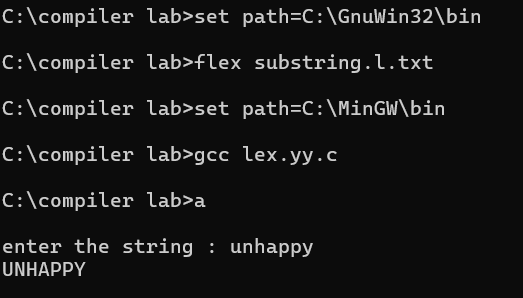 C:\compiler lab>set path=C:\GnuWin32\bin
C:\compiler lab>flex substring.l.txt
C:\compiler lab>set path=C:\MinGW\bin
C:\compiler lab>gcc lex.yy.c
C:\compiler lab>a
enter the string : unhappy
UNHAPPY